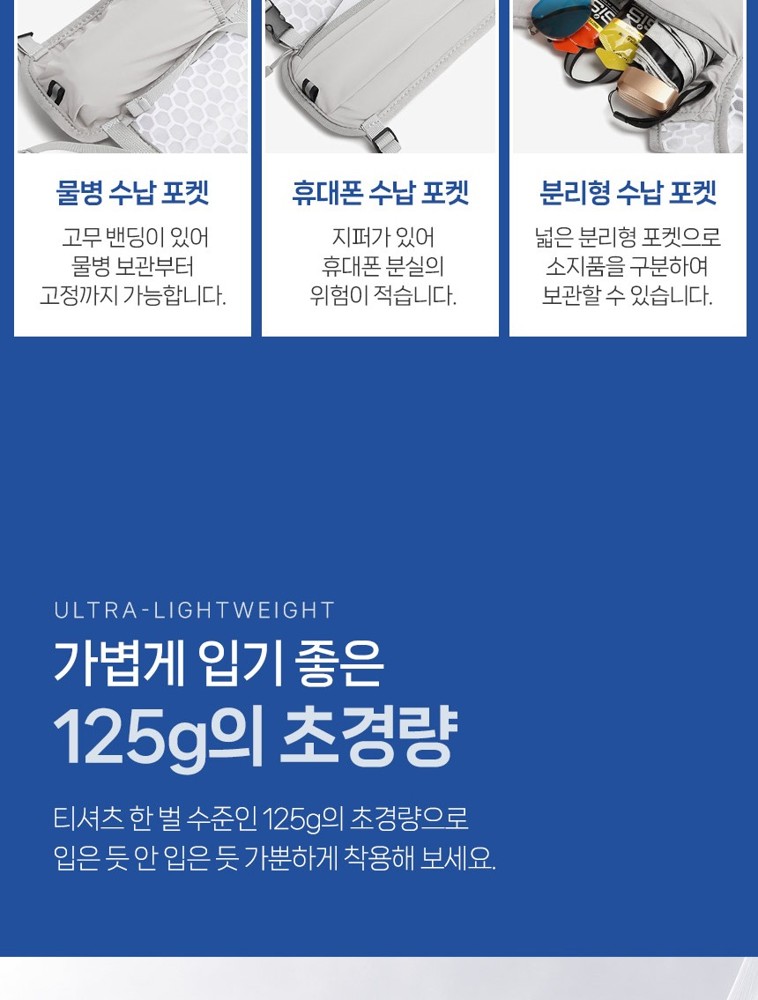 SiS
물병 수납 포켓
고무 밴딩이 있어
물병 보관부터
고정까지 가능합니다.
휴대폰 수납 포켓
지퍼가 있어
휴대폰 분실의
위험이 적습니다.
분리형 수납 포켓
넓은 분리형 포켓으로
소지품을 구분하여
보관할 수 있습니다.
ULTRA-LIGHTWEIGHT
가볍게 입기 좋은
125g의 초경량
티셔츠 한 벌 수준인 125g의 초경량으로
입은 듯 안 입은 듯 가뿐하게 착용해 보세요.